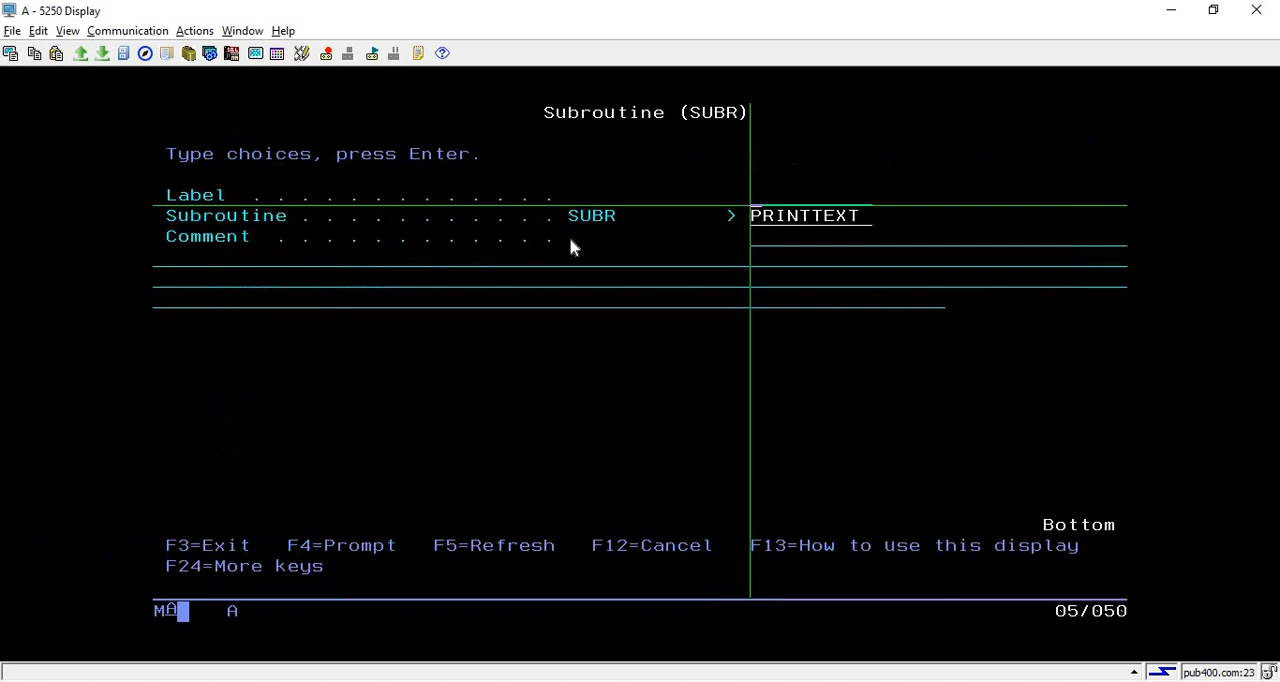 A - 5250 Display
File Edit View Communication Actions Window Help
Subroutine (SUBR)
Type choices, press Enter.
Label . . . . . . . . . . . . .
Subroutine . . . . . . . . . . . SUBR > PRINTTEXT
Comment . . . . . . . . . . . .
Bottom
F3=Exit F4=Prompt F5=Refresh F12=Cancel F13=How to use this display
F24=More keys
MA A 05/050
pub400.com:23